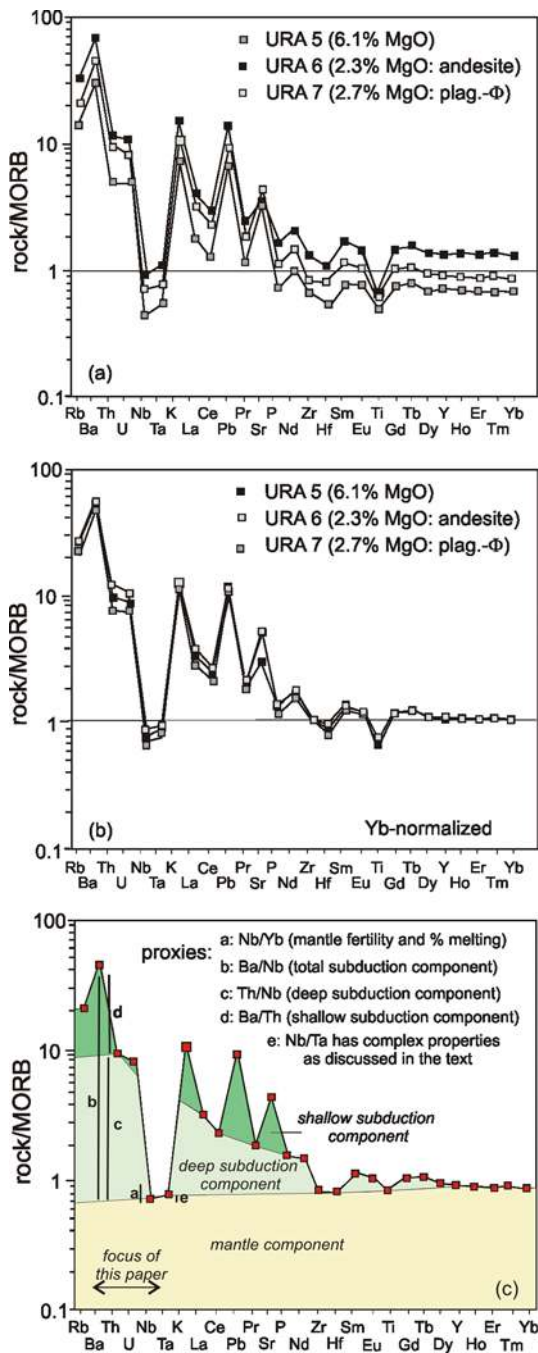 100
URA 5 (6.1% MgO)
URA 6 (2.3% MgO: andesite)
URA 7 (2.7% MgO: plag.-Φ)
10
rock/MORB
1
(a)
0.1
Rb Th Nb K Ce Pr P Zr Sm Ti Tb Y Er Yb
Ba U Ta La Pb Sr Nd Hf Eu Gd Dy Ho Tm
100
URA 5 (6.1% MgO)
URA 6 (2.3% MgO: andesite)
URA 7 (2.7% MgO: plag.-Φ)
10
rock/MORB
1
(b)
Yb-normalized
0.1
Rb Th Nb K Ce Pr P Zr Sm Ti Tb Y Er Yb
Ba U Ta La Pb Sr Nd Hf Eu Gd Dy Ho Tm
100
proxies:
a: Nb/Yb (mantle fertility and % melting)
b: Ba/Nb (total subduction component)
c: Th/Nb (deep subduction component)
d: Ba/Th (shallow subduction component)
e: Nb/Ta has complex properties
as discussed in the text
d
10
rock/MORB
b
c
shallow subduction
component
deep subduction
component
a
e
1
mantle component
focus of
this paper
(c)
0.1
Rb Th Nb K Ce Pr P Zr Sm Ti Tb Y Er Yb
Ba U Ta La Pb Sr Nd Hf Eu Gd Dy Ho Tm